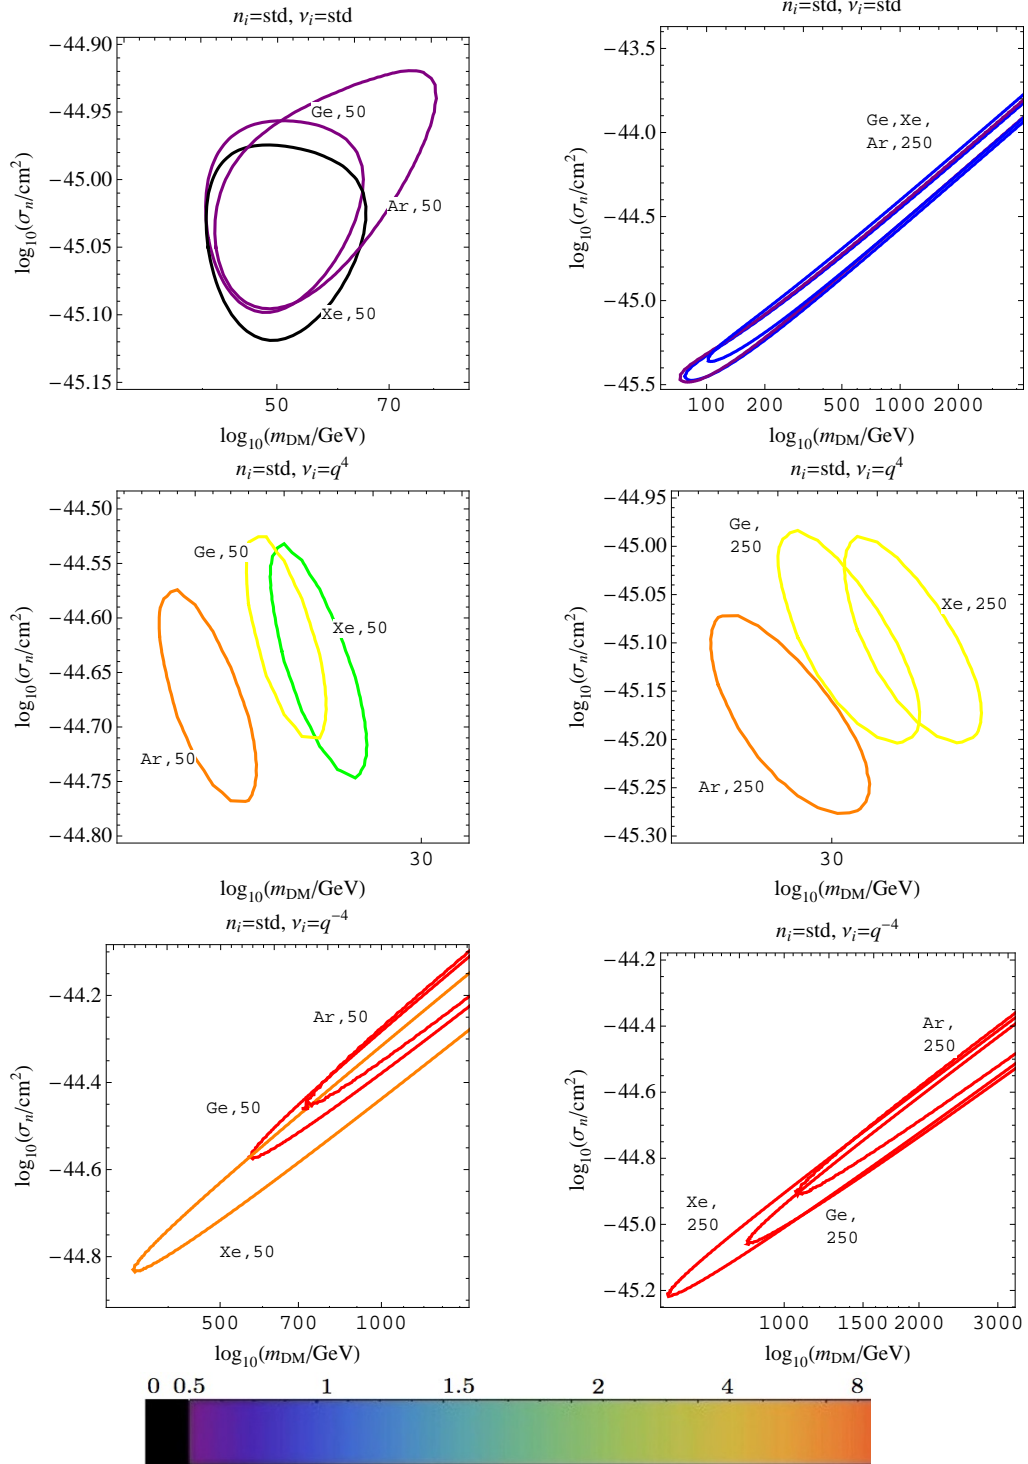 n_i=std, ν_i=std
−44.90
−44.95
−45.00
−45.05
−45.10
−45.15
log10(σn/cm²)
Ge,50
Ar,50
Xe,50
50 70
log10(mDM/GeV)
n_i=std, ν_i=std
−43.5
−44.0
−44.5
−45.0
−45.5
log10(σn/cm²)
Ge,Xe,
Ar,250
100 200 500 1000 2000
log10(mDM/GeV)
n_i=std, ν_i=q⁴
−44.50
−44.55
−44.60
−44.65
−44.70
−44.75
−44.80
log10(σn/cm²)
Ge,50
Xe,50
Ar,50
30
log10(mDM/GeV)
n_i=std, ν_i=q⁴
−44.95
−45.00
−45.05
−45.10
−45.15
−45.20
−45.25
−45.30
log10(σn/cm²)
Ge,
250
Xe,250
Ar,250
30
log10(mDM/GeV)
n_i=std, ν_i=q⁻⁴
−44.2
−44.4
−44.6
−44.8
log10(σn/cm²)
Ar,50
Ge,50
Xe,50
500 700 1000
log10(mDM/GeV)
n_i=std, ν_i=q⁻⁴
−44.2
−44.4
−44.6
−44.8
−45.0
−45.2
log10(σn/cm²)
Ar,
250
Xe,
250
Ge,
250
1000 1500 2000 3000
log10(mDM/GeV)
0 0.5 1 1.5 2 4 8